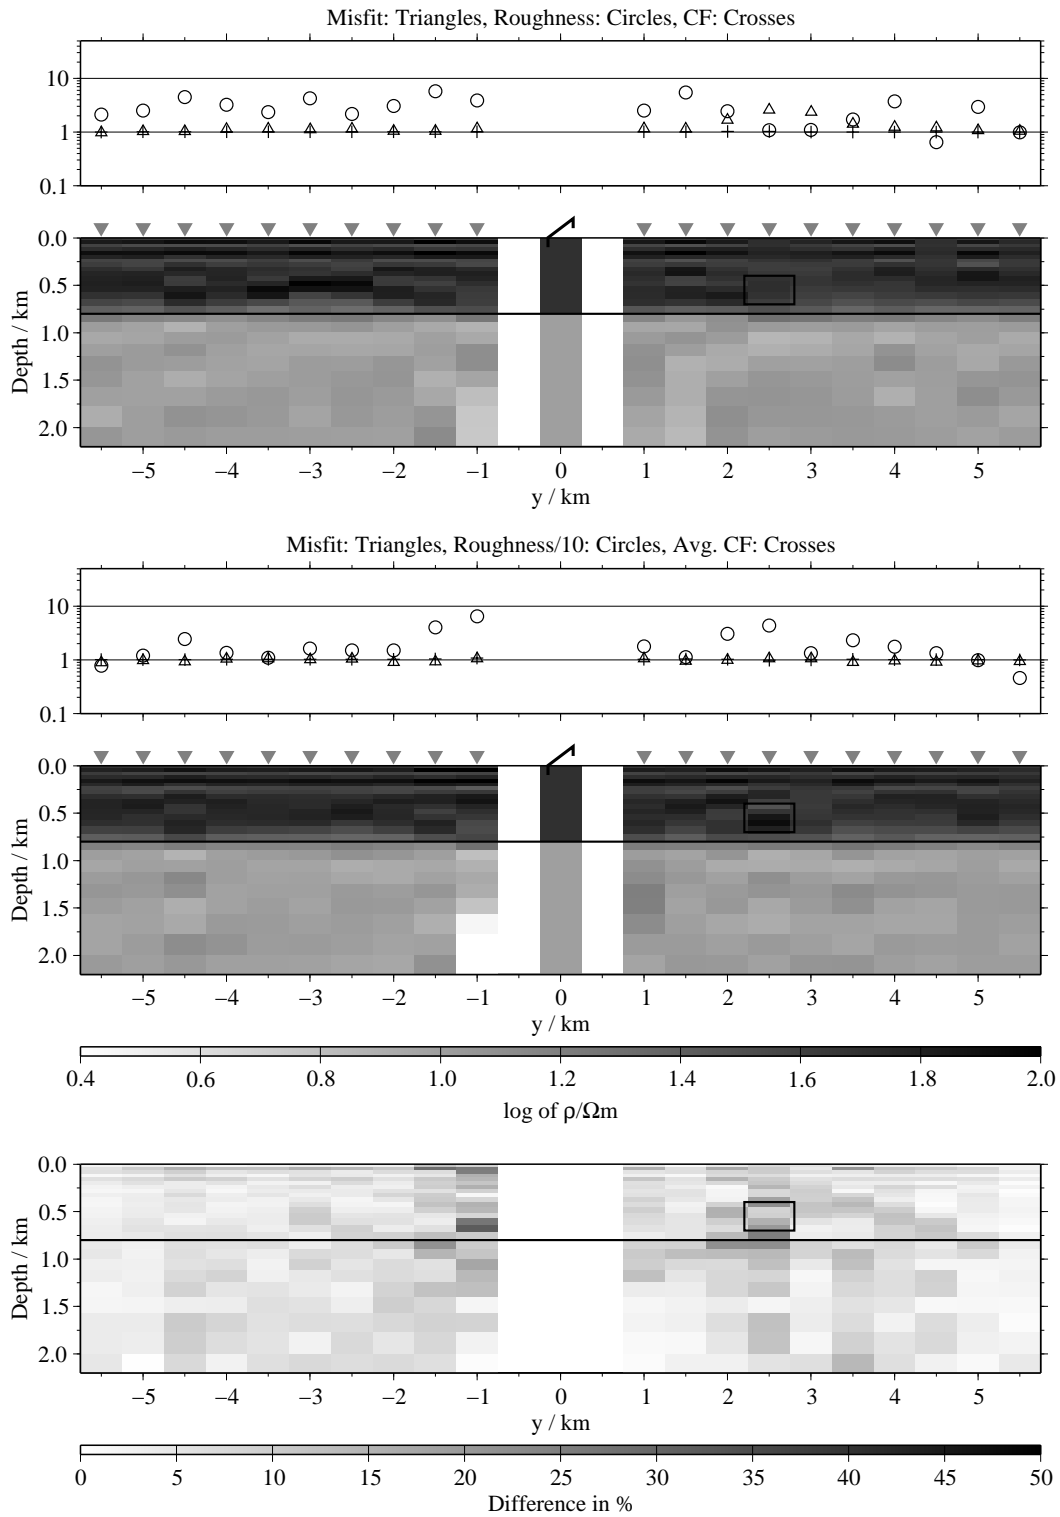 Misfit: Triangles, Roughness: Circles, CF: Crosses
10
1
0.1
0.0
0.5
1.0
1.5
2.0
Depth / km
−5 −4 −3 −2 −1 0 1 2 3 4 5
y / km
Misfit: Triangles, Roughness/10: Circles, Avg. CF: Crosses
10
1
0.1
0.0
0.5
1.0
1.5
2.0
Depth / km
−5 −4 −3 −2 −1 0 1 2 3 4 5
y / km
0.4 0.6 0.8 1.0 1.2 1.4 1.6 1.8 2.0
log of ρ/Ωm
0.0
0.5
1.0
1.5
2.0
Depth / km
−5 −4 −3 −2 −1 0 1 2 3 4 5
y / km
0 5 10 15 20 25 30 35 40 45 50
Difference in %